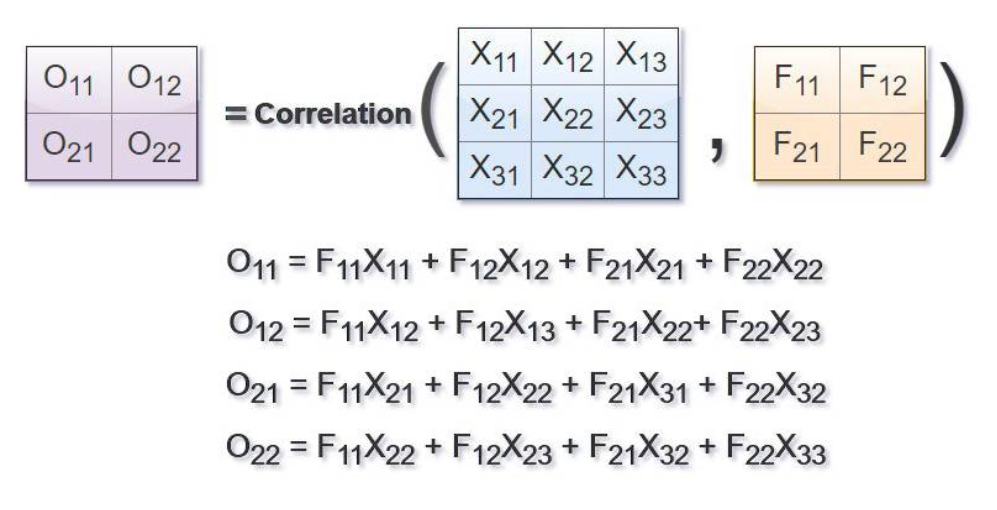 O₁₁ O₁₂
O₂₁ O₂₂
= Correlation (
X₁₁ X₁₂ X₁₃
X₂₁ X₂₂ X₂₃
X₃₁ X₃₂ X₃₃
,
F₁₁ F₁₂
F₂₁ F₂₂
)
O₁₁ = F₁₁X₁₁ + F₁₂X₁₂ + F₂₁X₂₁ + F₂₂X₂₂
O₁₂ = F₁₁X₁₂ + F₁₂X₁₃ + F₂₁X₂₂+ F₂₂X₂₃
O₂₁ = F₁₁X₂₁ + F₁₂X₂₂ + F₂₁X₃₁ + F₂₂X₃₂
O₂₂ = F₁₁X₂₂ + F₁₂X₂₃ + F₂₁X₃₂ + F₂₂X₃₃